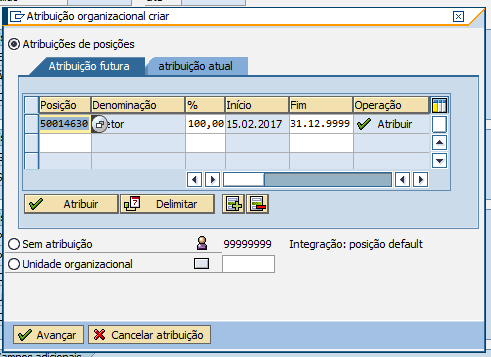 Atribuição organizacional criar
Atribuições de posições
Atribuição futura atribuição atual
Posição Denominação % Início Fim Operação
50014630 etor 100,00 15.02.2017 31.12.9999 Atribuir
Atribuir Delimitar
Sem atribuição 99999999 Integração: posição default
Unidade organizacional
Avançar Cancelar atribuição